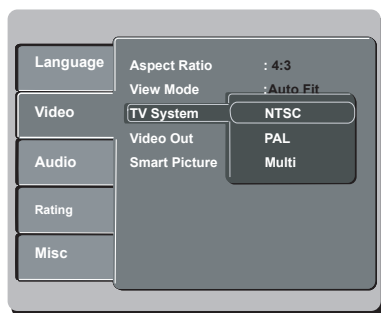 Language
Video
Audio
Rating
Misc
Aspect Ratio : 4:3
View Mode :Auto Fit
TV System NTSC
Video Out PAL
Smart Picture Multi